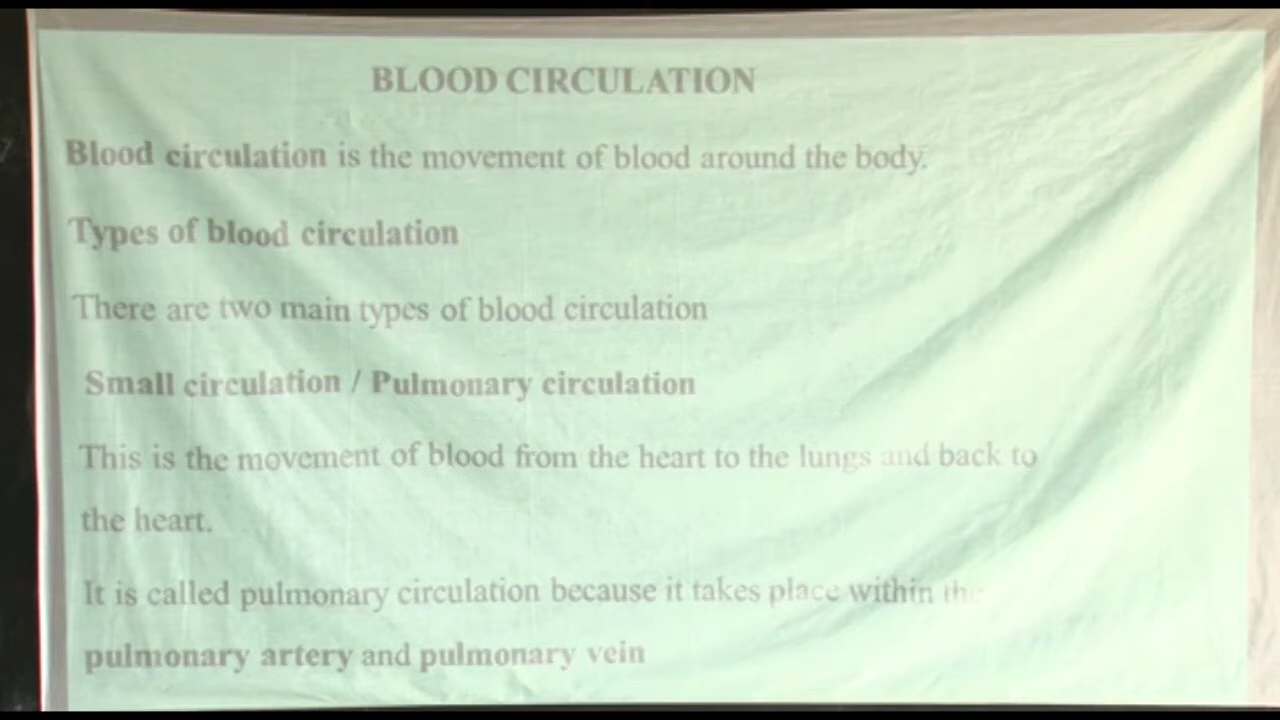 BLOOD CIRCULATION
Blood circulation is the movement of blood around the body.
Types of blood circulation
There are two main types of blood circulation
Small circulation / Pulmonary circulation
This is the movement of blood from the heart to the lungs and back to
the heart.
It is called pulmonary circulation because it takes place within the
pulmonary artery and pulmonary vein